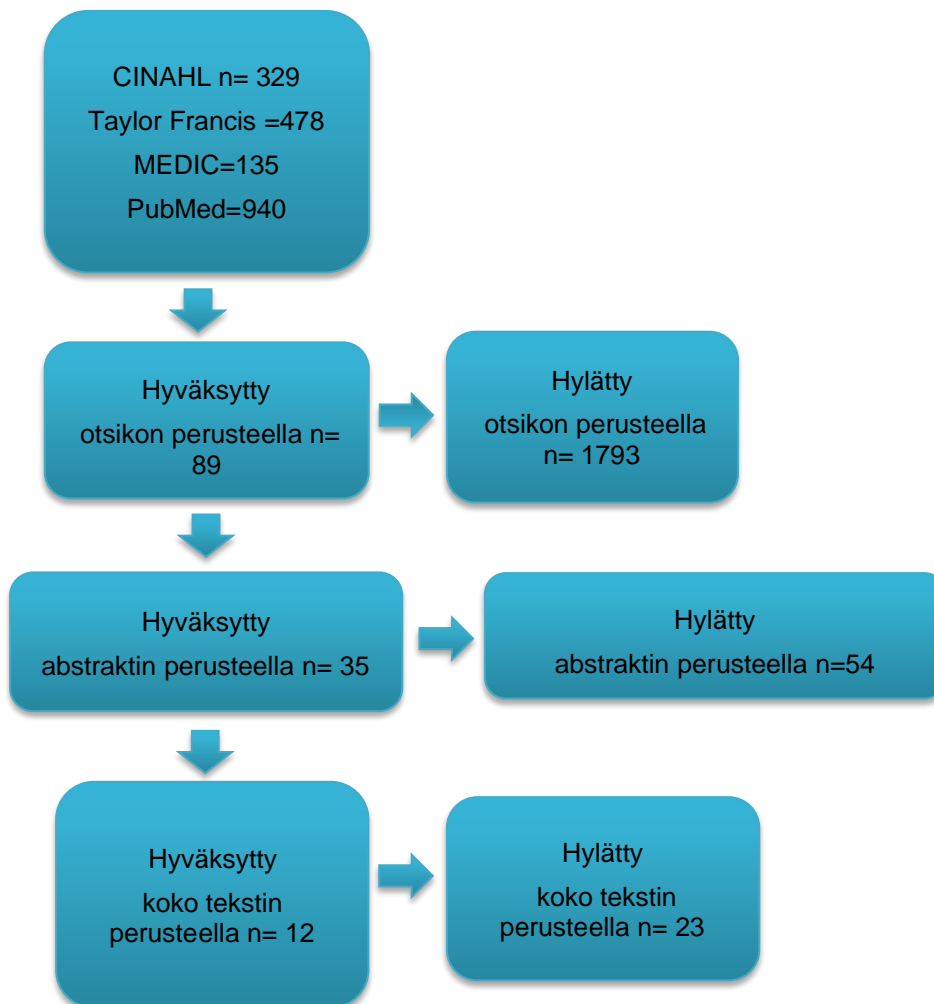 CINAHL n= 329
Taylor Francis =478
MEDIC=135
PubMed=940
Hyväksytty
otsikon perusteella n=
89
Hylätty
otsikon perusteella
n= 1793
Hyväksytty
abstraktin perusteella n= 35
Hylätty
abstraktin perusteella n=54
Hyväksytty
koko tekstin
perusteella n= 12
Hylätty
koko tekstin
perusteella n= 23